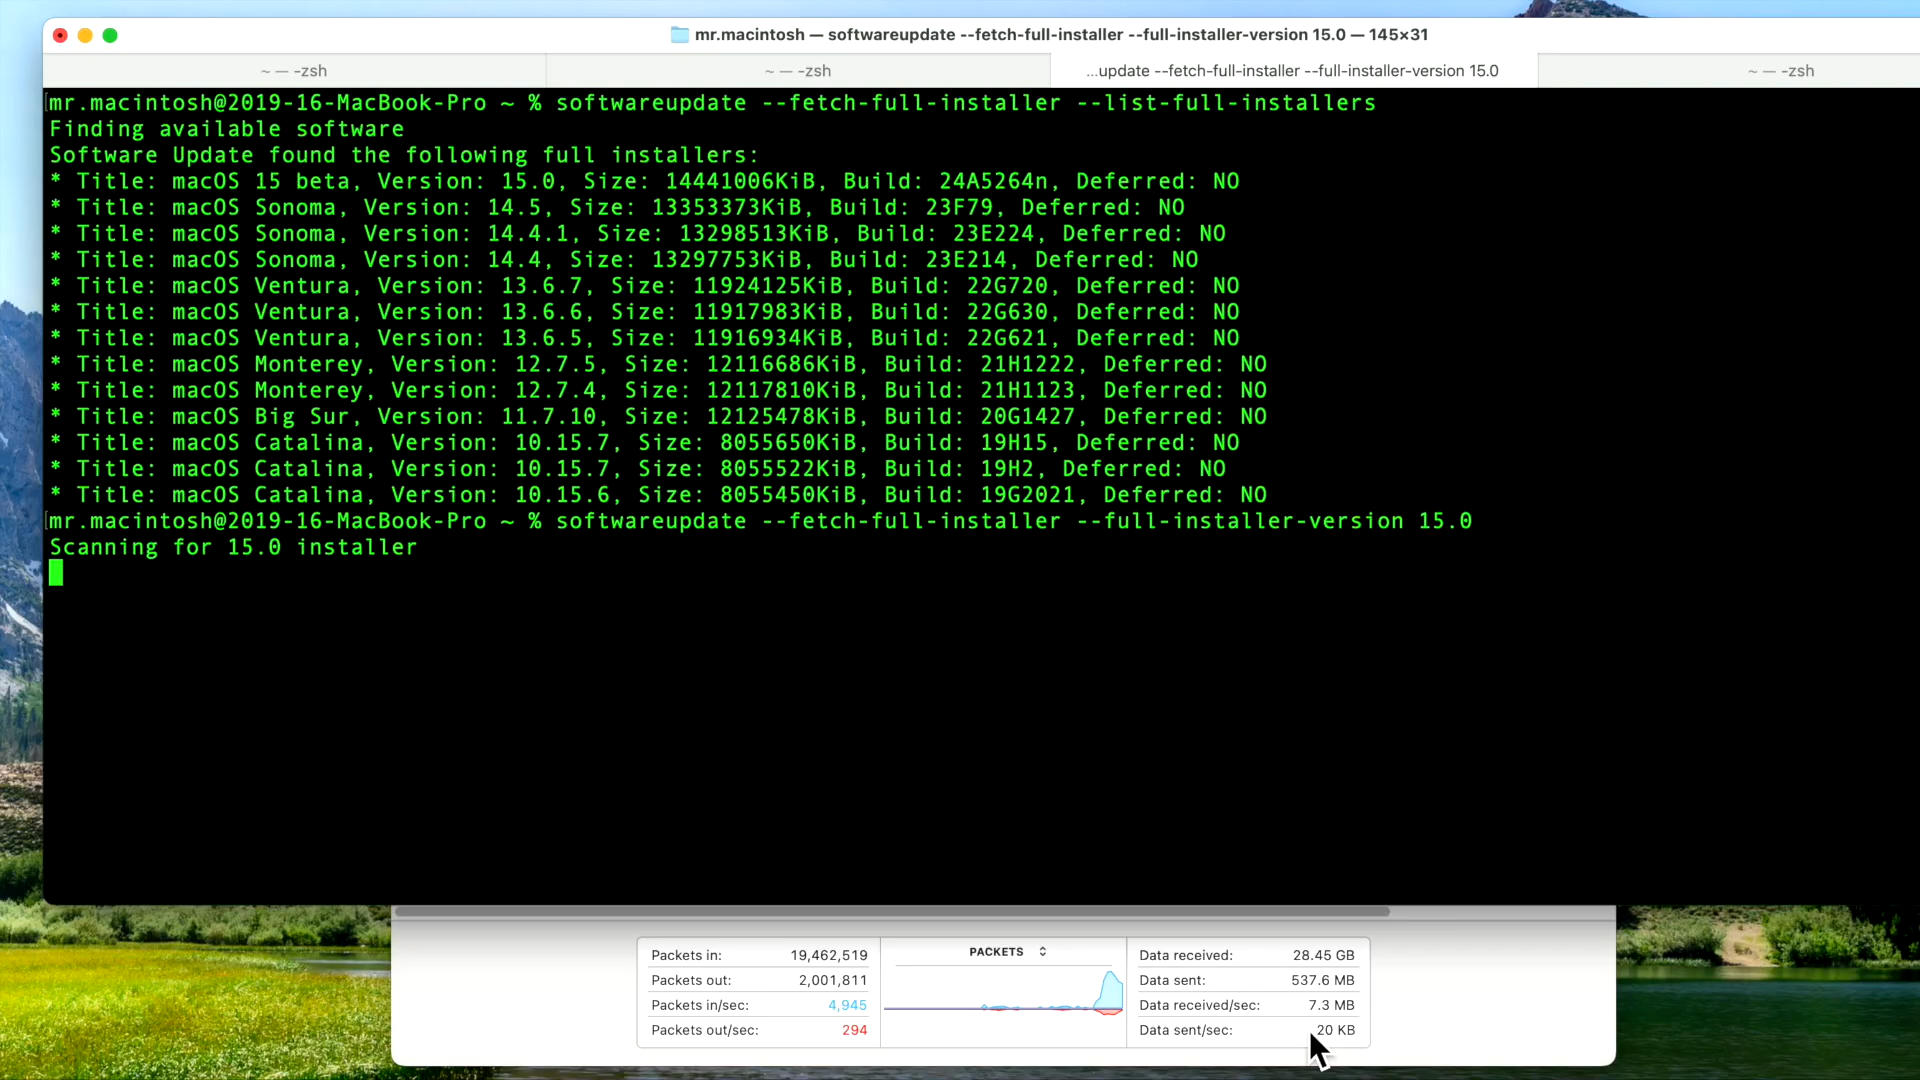 mr.macintosh — softwareupdate --fetch-full-installer --full-installer-version 15.0 — 145×31
~ — -zsh
~ — -zsh
...update --fetch-full-installer --full-installer-version 15.0
~ — -zsh
mr.macintosh@2019-16-MacBook-Pro ~ % softwareupdate --fetch-full-installer --list-full-installers
Finding available software
Software Update found the following full installers:
* Title: macOS 15 beta, Version: 15.0, Size: 14441006KiB, Build: 24A5264n, Deferred: NO
* Title: macOS Sonoma, Version: 14.5, Size: 13353373KiB, Build: 23F79, Deferred: NO
* Title: macOS Sonoma, Version: 14.4.1, Size: 13298513KiB, Build: 23E224, Deferred: NO
* Title: macOS Sonoma, Version: 14.4, Size: 13297753KiB, Build: 23E214, Deferred: NO
* Title: macOS Ventura, Version: 13.6.7, Size: 11924125KiB, Build: 22G720, Deferred: NO
* Title: macOS Ventura, Version: 13.6.6, Size: 11917983KiB, Build: 22G630, Deferred: NO
* Title: macOS Ventura, Version: 13.6.5, Size: 11916934KiB, Build: 22G621, Deferred: NO
* Title: macOS Monterey, Version: 12.7.5, Size: 12116686KiB, Build: 21H1222, Deferred: NO
* Title: macOS Monterey, Version: 12.7.4, Size: 12117810KiB, Build: 21H1123, Deferred: NO
* Title: macOS Big Sur, Version: 11.7.10, Size: 12125478KiB, Build: 20G1427, Deferred: NO
* Title: macOS Catalina, Version: 10.15.7, Size: 8055650KiB, Build: 19H15, Deferred: NO
* Title: macOS Catalina, Version: 10.15.7, Size: 8055522KiB, Build: 19H2, Deferred: NO
* Title: macOS Catalina, Version: 10.15.6, Size: 8055450KiB, Build: 19G2021, Deferred: NO
mr.macintosh@2019-16-MacBook-Pro ~ % softwareupdate --fetch-full-installer --full-installer-version 15.0
Scanning for 15.0 installer
Packets in: 19,462,519
Packets out: 2,001,811
Packets in/sec: 4,945
Packets out/sec: 294
PACKETS
Data received: 28.45 GB
Data sent: 537.6 MB
Data received/sec: 7.3 MB
Data sent/sec: 20 KB